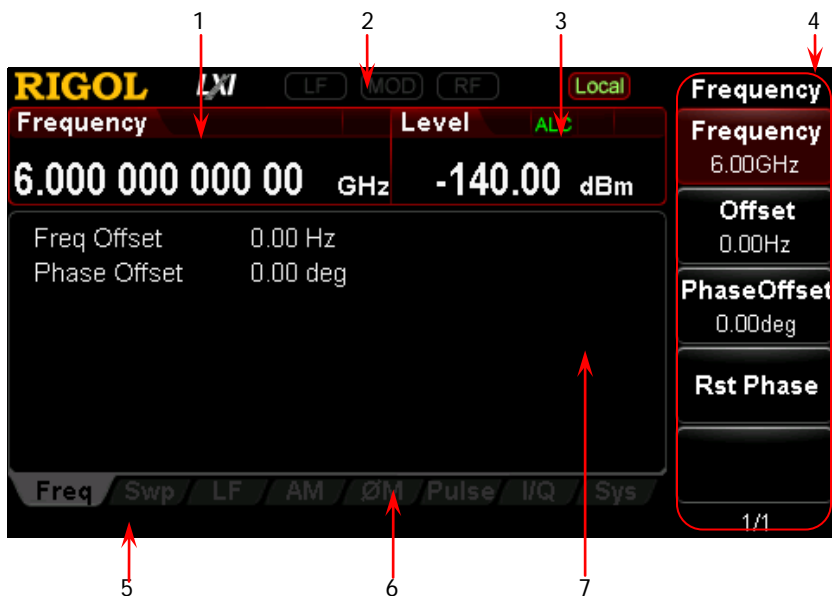 1 2 3 4
RIGOL LXI LF MOD RF Local
Frequency Level ALC
6.000 000 000 00 GHz -140.00 dBm
Freq Offset 0.00 Hz
Phase Offset 0.00 deg
Frequency
Frequency
6.00GHz
Offset
0.00Hz
PhaseOffset
0.00deg
Rst Phase
1/1
Freq Swp LF AM ØM Pulse I/Q Sys
5 6 7